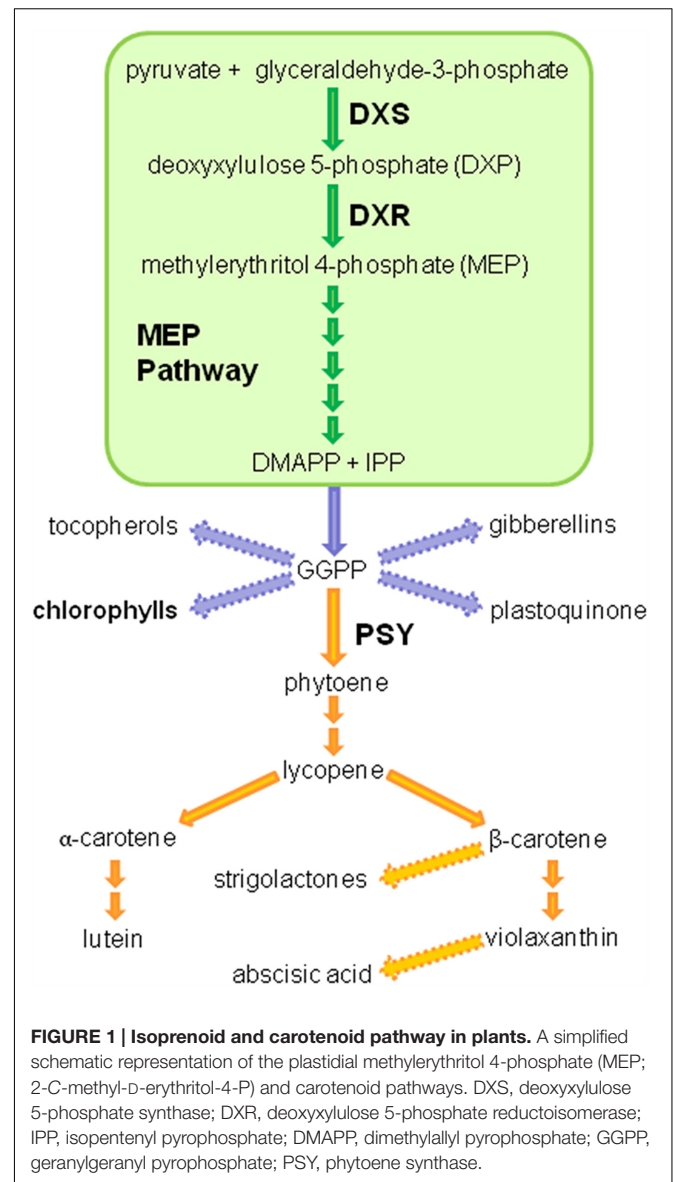 pyruvate + glyceraldehyde-3-phosphate
DXS
deoxyxylulose 5-phosphate (DXP)
DXR
methylerythritol 4-phosphate (MEP)
MEP
Pathway
DMAPP + IPP
tocopherols
gibberellins
GGPP
chlorophylls
plastoquinone
PSY
phytoene
lycopene
α-carotene
β-carotene
strigolactones
lutein
violaxanthin
abscisic acid
FIGURE 1 | Isoprenoid and carotenoid pathway in plants. A simplified
schematic representation of the plastidial methylerythritol 4-phosphate (MEP;
2-C-methyl-D-erythritol-4-P) and carotenoid pathways. DXS, deoxyxylulose
5-phosphate synthase; DXR, deoxyxylulose 5-phosphate reductoisomerase;
IPP, isopentenyl pyrophosphate; DMAPP, dimethylallyl pyrophosphate; GGPP,
geranylgeranyl pyrophosphate; PSY, phytoene synthase.